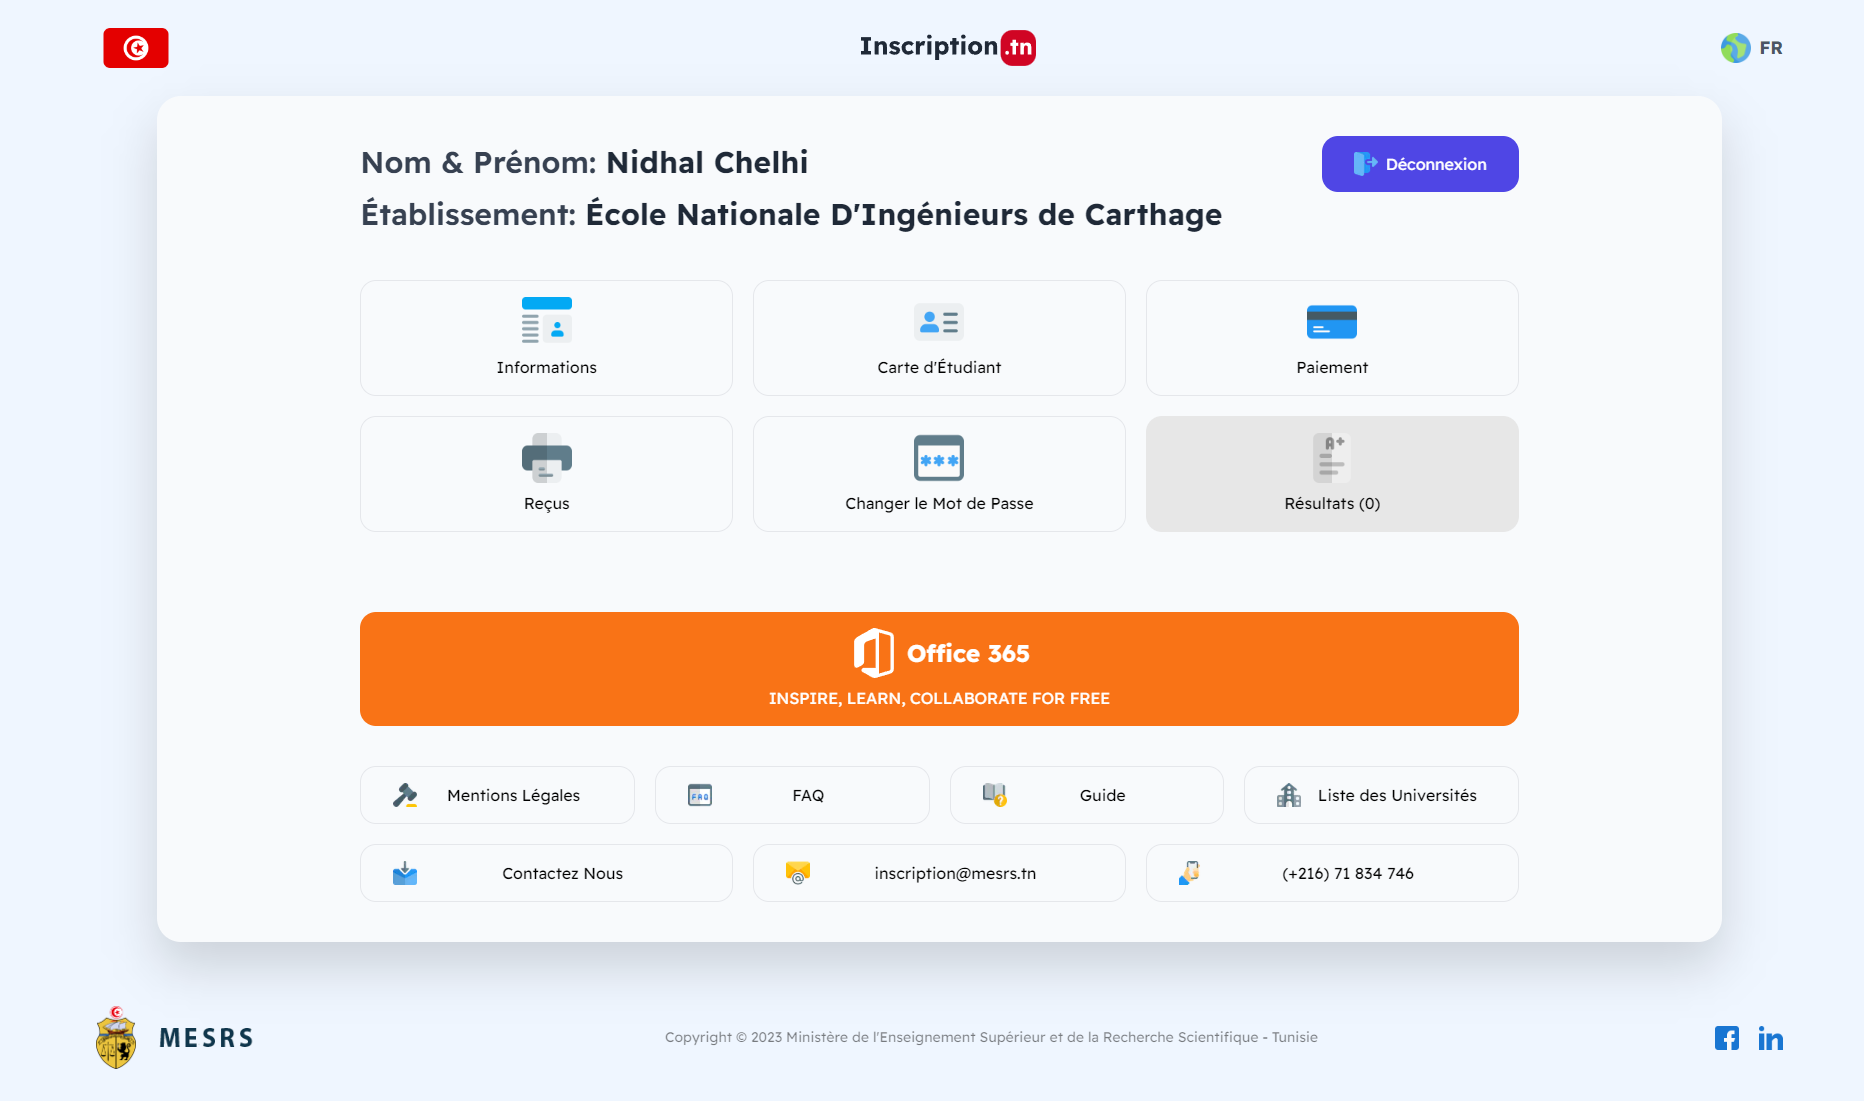 Inscription.tn
FR
Nom & Prénom: Nidhal Chelhi
Déconnexion
Établissement: École Nationale D'Ingénieurs de Carthage
Informations
Carte d'Étudiant
Paiement
Reçus
***
Changer le Mot de Passe
A+
Résultats (0)
Office 365
INSPIRE, LEARN, COLLABORATE FOR FREE
Mentions Légales
FAQ
FAQ
?
Guide
Liste des Universités
Contactez Nous
@
inscription@mesrs.tn
(+216) 71 834 746
MESRS
Copyright © 2023 Ministère de l'Enseignement Supérieur et de la Recherche Scientifique - Tunisie
f
in